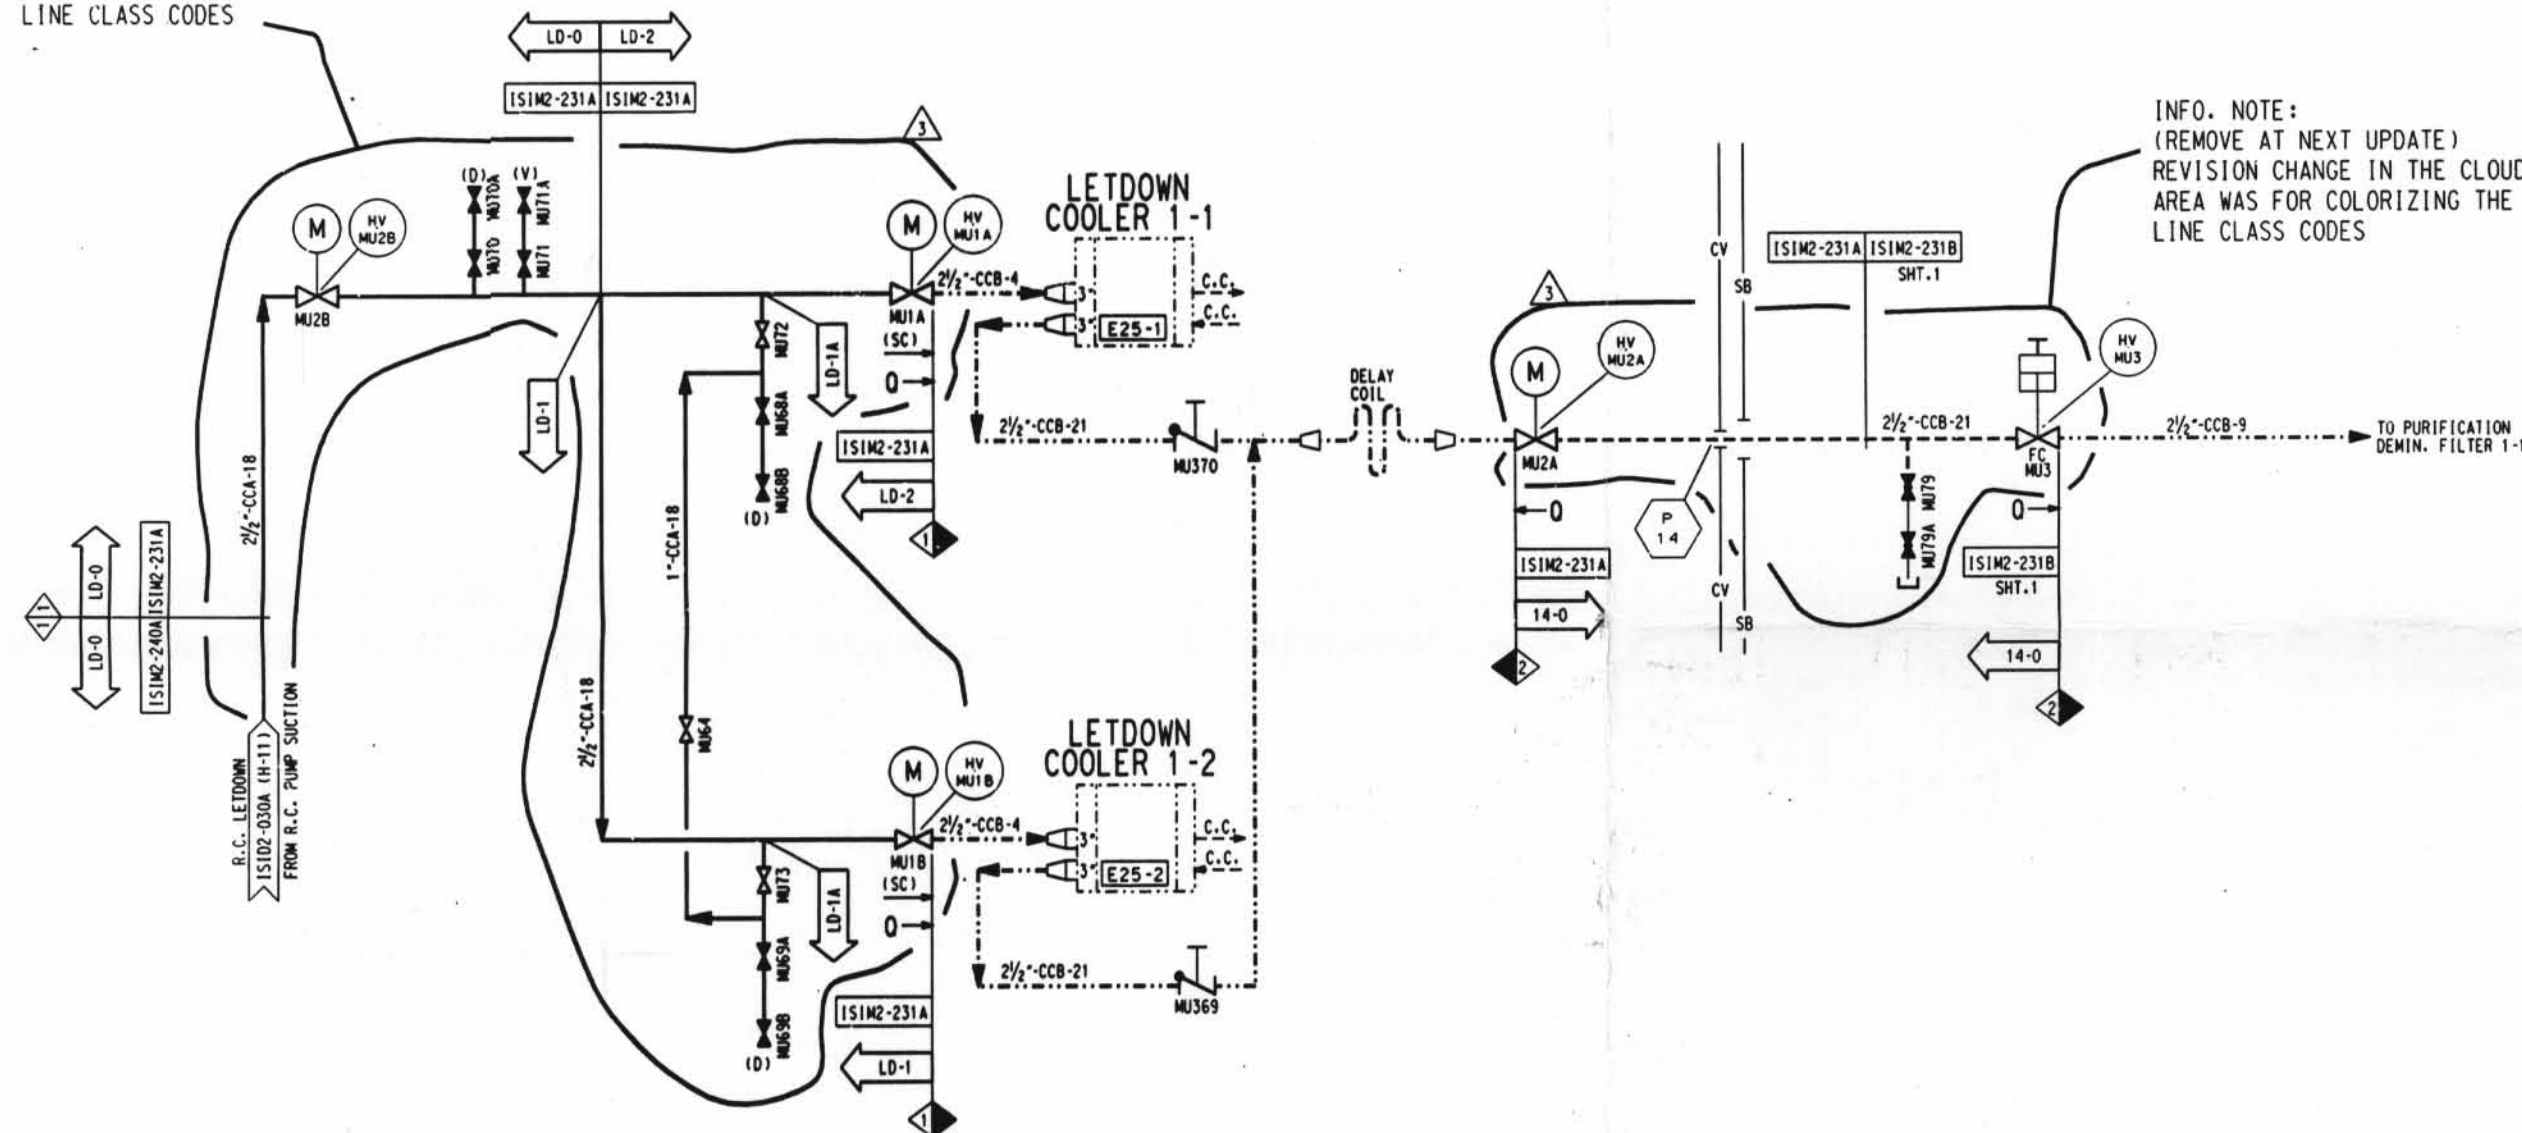 LINE CLASS CODES
LD-0
LD-2
ISIM2-231A
ISIM2-231A
3
(D)
(V)
MU70A
MU71A
MU70
MU71
M
HV
MU2B
MU2B
M
HV
MU1A
MU1A
LETDOWN
COOLER 1-1
2½"-CCB-4
3"
3"
E25-1
C.C.
C.C.
(SC)
Q
MU72
MU68A
MU68B
(D)
LD-1A
LD-1
ISIM2-231A
LD-2
1
2½"-CCA-18
1"-CCA-18
2½"-CCA-18
MU64
11
LD-0
LD-0
ISIM2-231A
ISIM2-240A
R.C. LETDOWN
ISID2-030A (H-11)
FROM R.C. PUMP SUCTION
2½"-CCB-21
MU370
DELAY
COIL
M
HV
MU1B
MU1B
LETDOWN
COOLER 1-2
2½"-CCB-4
3"
3"
E25-2
C.C.
C.C.
(SC)
Q
MU73
MU69A
MU69B
(D)
LD-1A
ISIM2-231A
LD-1
1
2½"-CCB-21
MU369
3
M
HV
MU2A
MU2A
Q
ISIM2-231A
14-0
2
P
14
CV
SB
CV
SB
ISIM2-231A
ISIM2-231B
SHT.1
2½"-CCB-21
MU79
MU79A
HV
MU3
FC
MU3
Q
ISIM2-231B
SHT.1
14-0
2
2½"-CCB-9
TO PURIFICATION
DEMIN. FILTER 1-1
INFO. NOTE:
(REMOVE AT NEXT UPDATE)
REVISION CHANGE IN THE CLOUD
AREA WAS FOR COLORIZING THE
LINE CLASS CODES